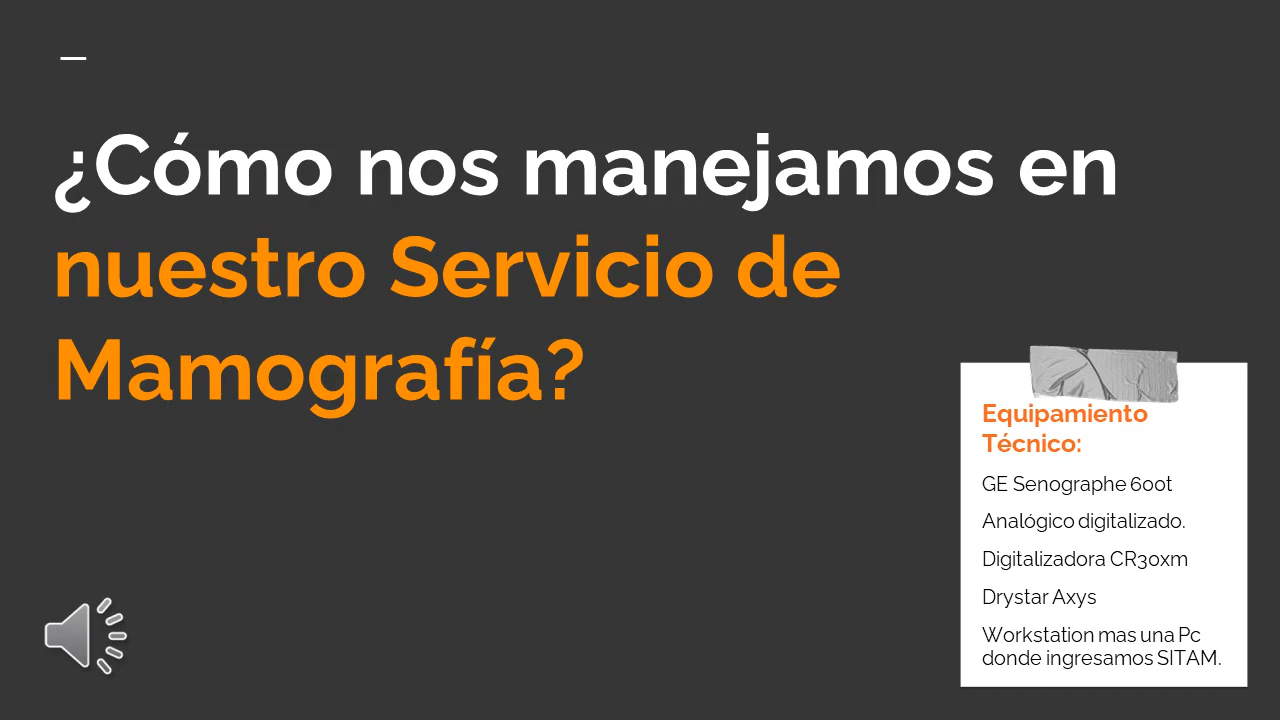 ¿Cómo nos manejamos en
nuestro Servicio de
Mamografía?
Equipamiento
Técnico:
GE Senographe 600t
Analógico digitalizado.
Digitalizadora CR30xm
Drystar Axys
Workstation mas una Pc
donde ingresamos SITAM.